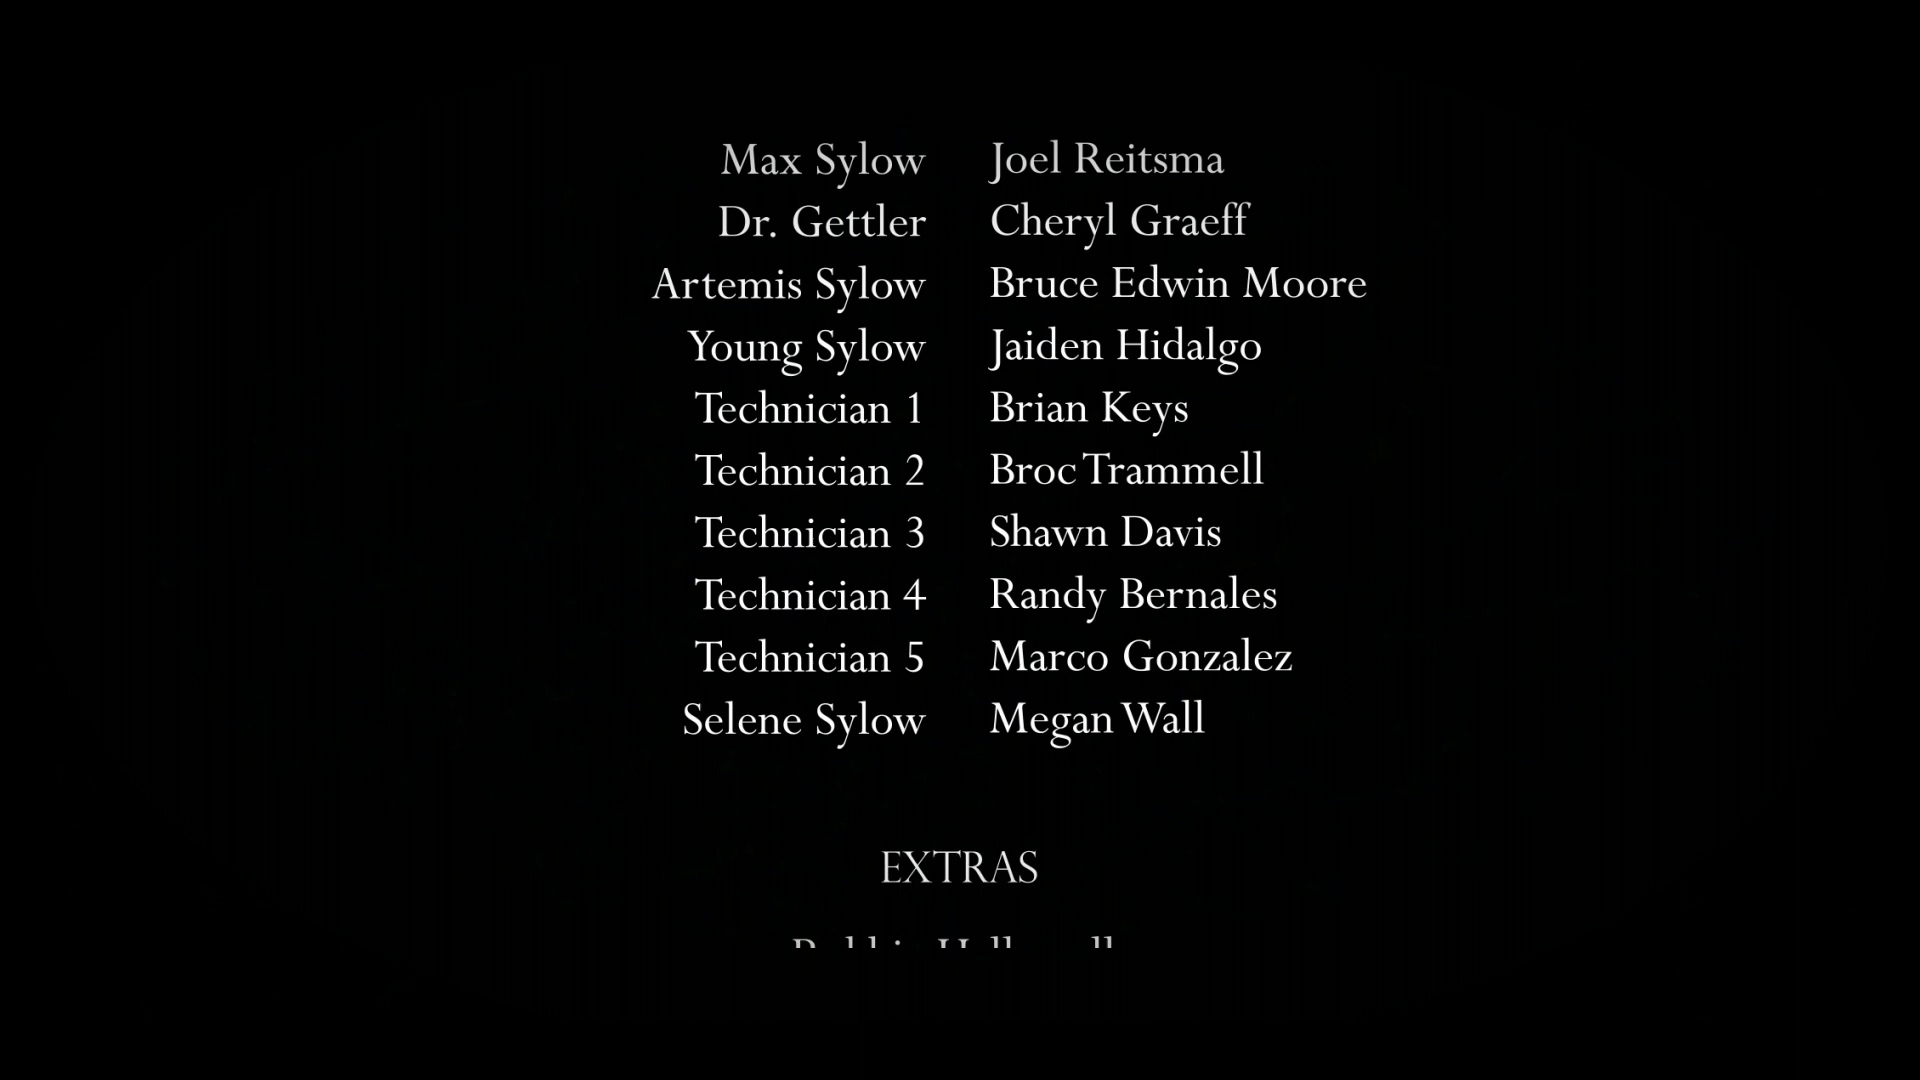 Max Sylow Joel Reitsma
Dr. Gettler Cheryl Graeff
Artemis Sylow Bruce Edwin Moore
Young Sylow Jaiden Hidalgo
Technician 1 Brian Keys
Technician 2 Broc Trammell
Technician 3 Shawn Davis
Technician 4 Randy Bernales
Technician 5 Marco Gonzalez
Selene Sylow Megan Wall
EXTRAS